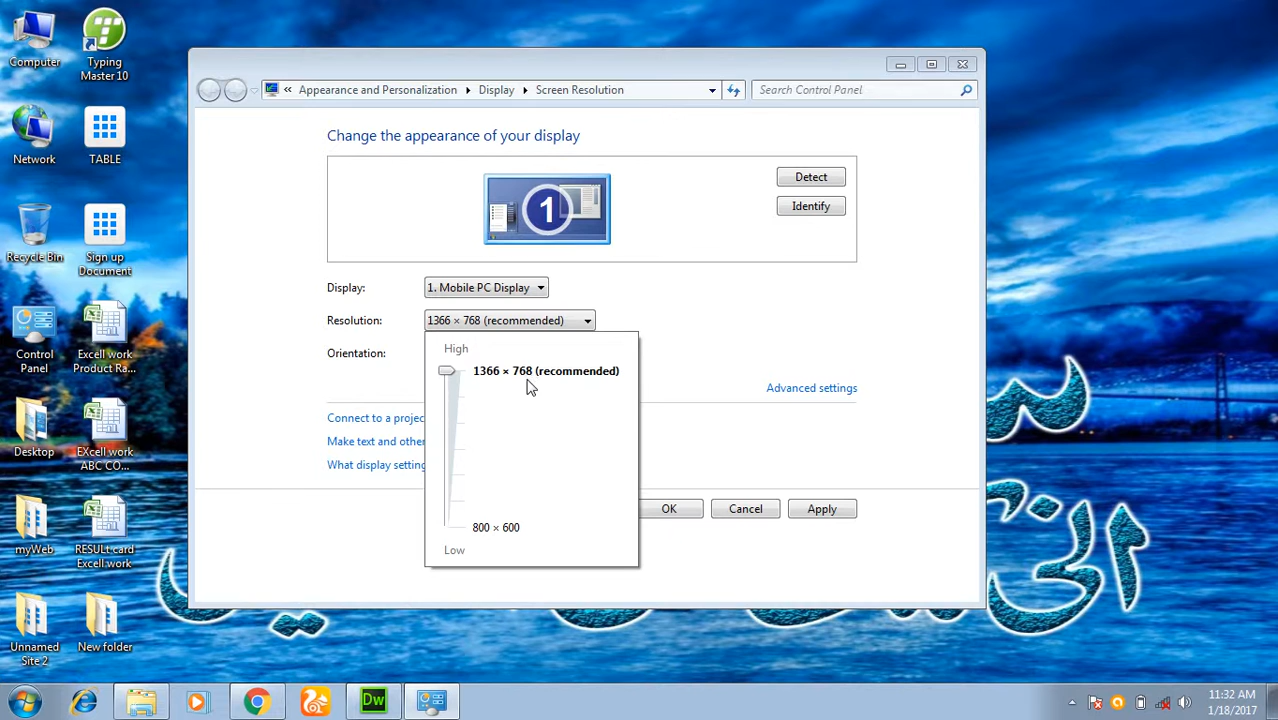 Computer
Typing
Master 10
Network
TABLE
Recycle Bin
Sign up
Document
Control
Panel
Excell work
Product Ra...
Desktop
EXcell work
ABC CO...
myWeb
RESULt card
Excell work
Unnamed
Site 2
New folder
« Appearance and Personalization
Display
Screen Resolution
Search Control Panel
Change the appearance of your display
1
Detect
Identify
Display:
1. Mobile PC Display
Resolution:
1366 × 768 (recommended)
Orientation:
High
1366 × 768 (recommended)
800 × 600
Low
Advanced settings
Connect to a projec
Make text and other
What display setting
OK
Cancel
Apply
Dw
11:32 AM
1/18/2017